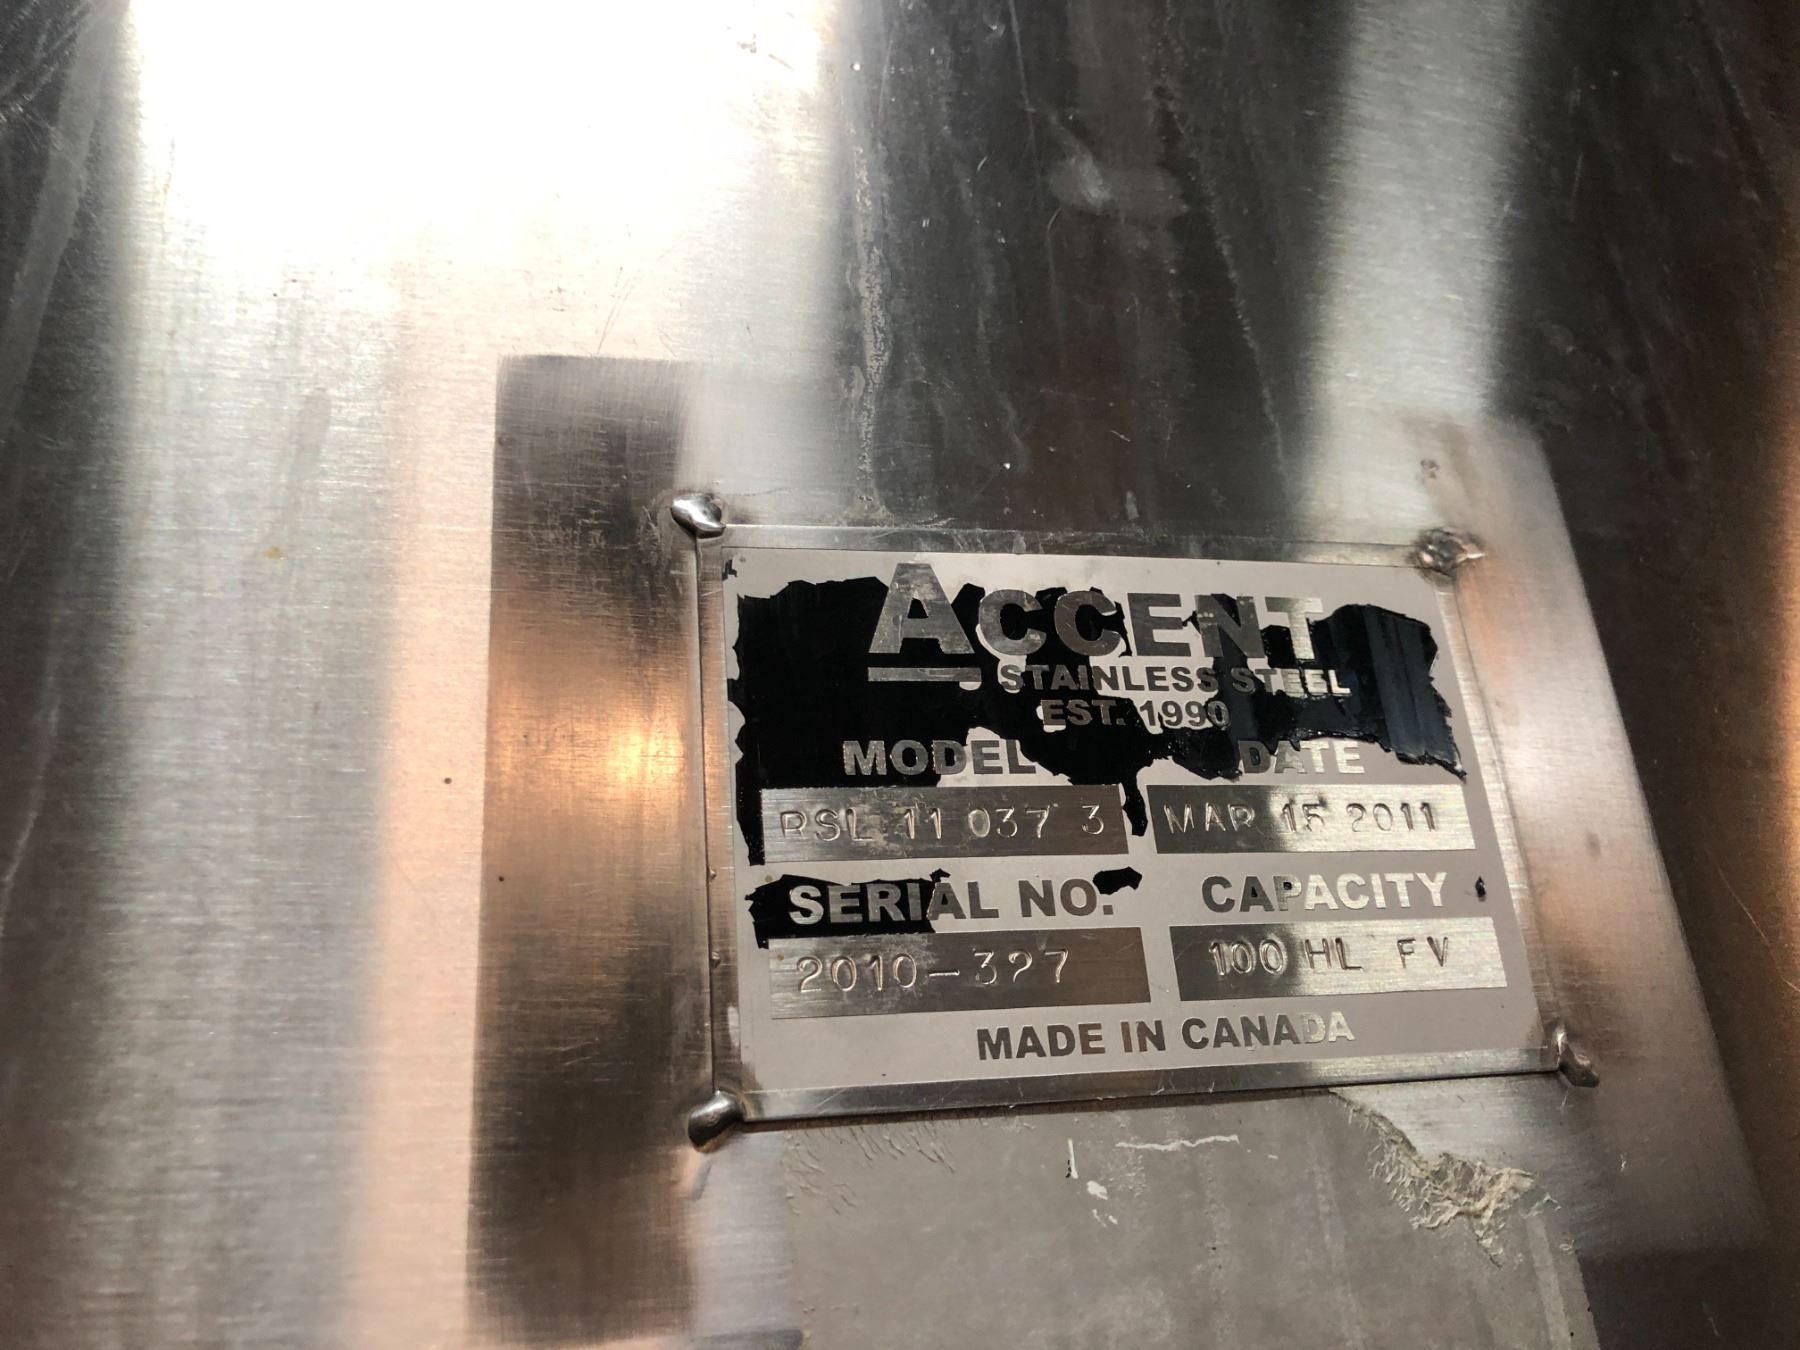 ACCENT
STAINLESS STEEL
EST. 1990
MODEL DATE
RSL 11 037 3 MAR 15 2011
SERIAL NO. CAPACITY
2010-397 100 HL FV
MADE IN CANADA